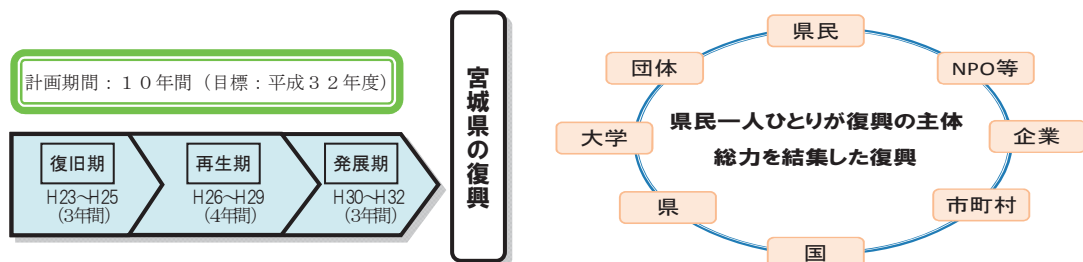 計画期間：１０年間（目標：平成３２年度）
復旧期
H23～H25
（3年間）
再生期
H26～H29
（4年間）
発展期
H30～H32
（3年間）
宮城県の復興
県民
NPO等
企業
市町村
国
県
大学
団体
県民一人ひとりが復興の主体
総力を結集した復興